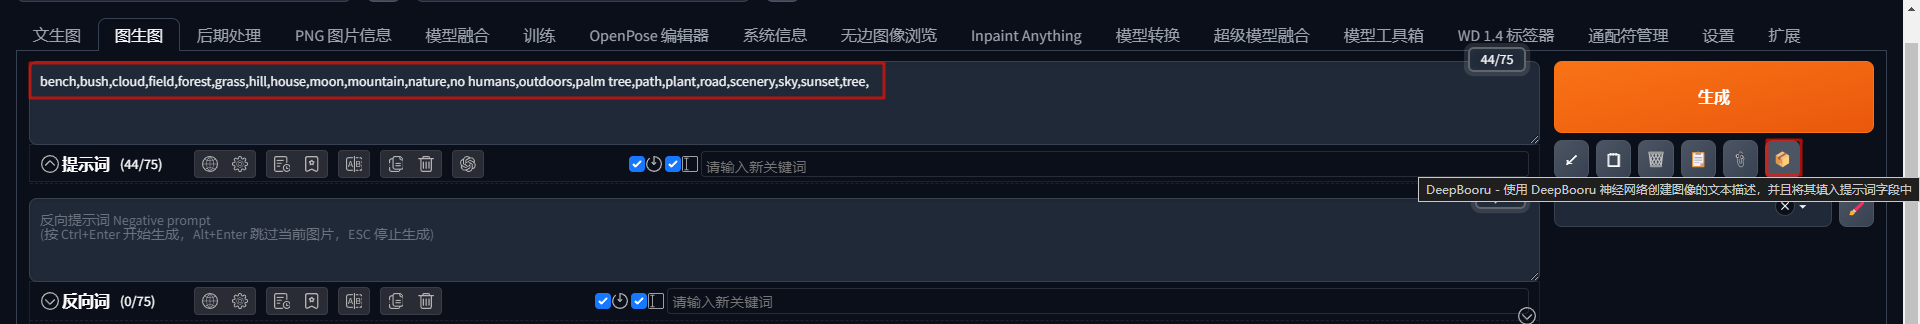 文生图 图生图 后期处理 PNG 图片信息 模型融合 训练 OpenPose 编辑器 系统信息 无边图像浏览 Inpaint Anything 模型转换 超级模型融合 模型工具箱 WD 1.4 标签器 通配符管理 设置 扩展
44/75
bench,bush,cloud,field,forest,grass,hill,house,moon,mountain,nature,no humans,outdoors,palm tree,path,plant,road,scenery,sky,sunset,tree,
生成
提示词 (44/75) 请输入新关键词
DeepBooru - 使用 DeepBooru 神经网络创建图像的文本描述，并且将其填入提示词字段中
反向提示词 Negative prompt
(按 Ctrl+Enter 开始生成，Alt+Enter 跳过当前图片，ESC 停止生成)
反向词 (0/75) 请输入新关键词